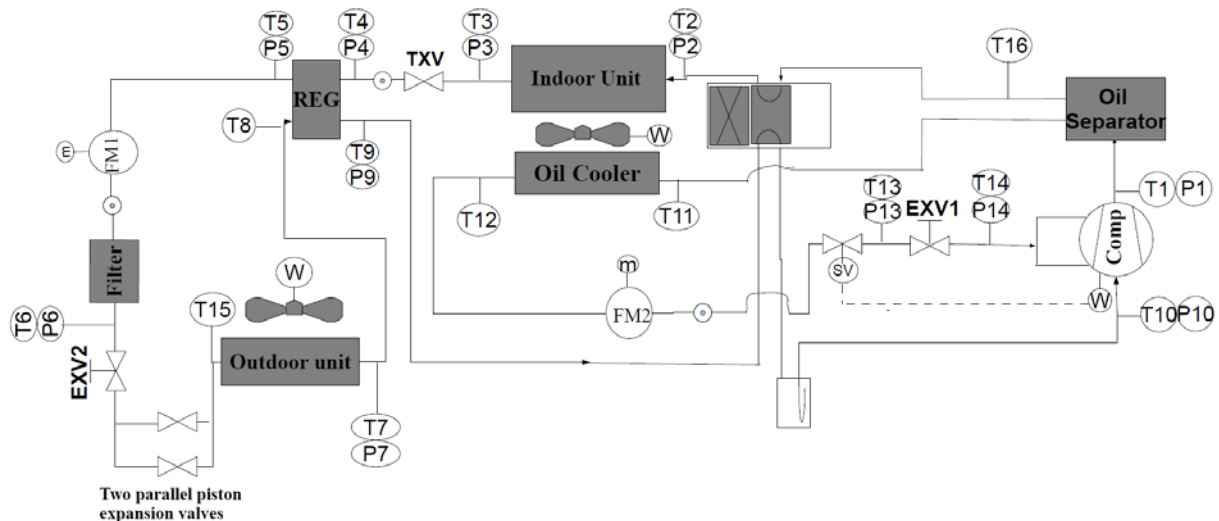 T5
P5
T4
P4
T3
P3
T2
P2
T16
TXV
Indoor Unit
REG
Oil
Separator
T8
W
m
FM1
T9
P9
Oil Cooler
T13
P13
T14
P14
EXV1
T1
P1
T12
T11
Comp
Filter
W
m
SV
W
FM2
T6
P6
T15
T10
P10
EXV2
Outdoor unit
T7
P7
Two parallel piston
expansion valves